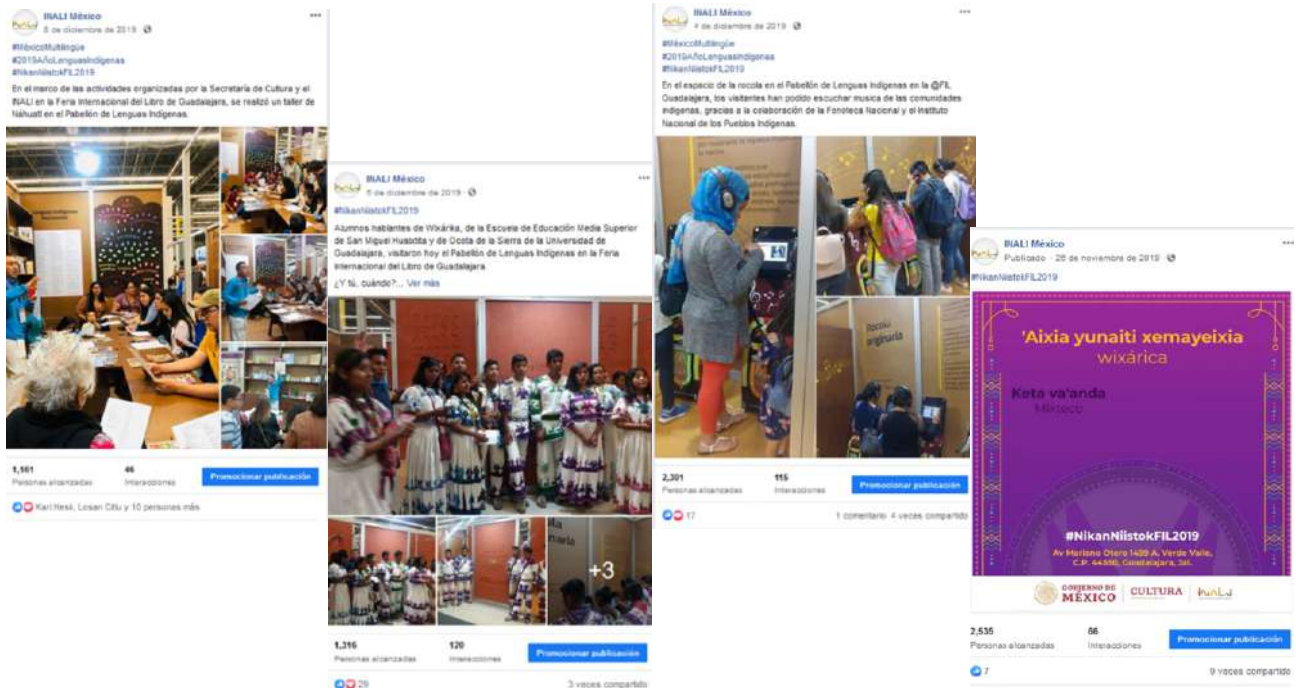 INALI México
5 de diciembre de 2019
#MéxicoMultilingüe
#2019AñoLenguasIndígenas
#NikanNiistokFIL2019
En el marco de las actividades organizadas por la Secretaría de Cultura y el
INALI en la Feria Internacional del Libro de Guadalajara, se realizó un taller de
Náhuatl en el Pabellón de Lenguas Indígenas.
1,161
46
Personas alcanzadas
Interacciones
Promocionar publicación
y 10 personas más
INALI México
5 de diciembre de 2019
#NikanNiistokFIL2019
Alumnos hablantes de Wixárika, de la Escuela de Educación Media Superior
de San Miguel Huaixtita y de Ocota de la Sierra de la Universidad de
Guadalajara, visitaron hoy el Pabellón de Lenguas Indígenas en la Feria
Internacional del Libro de Guadalajara
¿Y tú, cuándo?... Ver más
+3
1,316
120
Personas alcanzadas
Interacciones
Promocionar publicación
29
3 veces compartido
INALI México
4 de diciembre de 2019
#MéxicoMultilingüe
#2019AñoLenguasIndígenas
#NikanNiistokFIL2019
En el espacio de la rocola en el Pabellón de Lenguas Indígenas en la @FIL
Guadalajara, los visitantes han podido escuchar musica de las comunidades
indígenas, gracias a la colaboración de la Fonoteca Nacional y el Instituto
Nacional de los Pueblos Indígenas.
Rocola
originaria
2,301
115
Personas alcanzadas
Interacciones
Promocionar publicación
17
1 comentario 4 veces compartido
INALI México
Publicado · 26 de noviembre de 2019
#NikanNiistokFIL2019
'Aixia yunaiti xemayeixia
wixárica
Keta va'anda
Mixteco
#NikanNiistokFIL2019
Av Mariano Otero 1499 A. Verde Valle,
C.P. 44550, Guadalajara, Jal.
GOBIERNO DE
MÉXICO
CULTURA
INALI
2,535
66
Personas alcanzadas
Interacciones
Promocionar publicación
7
9 veces compartido